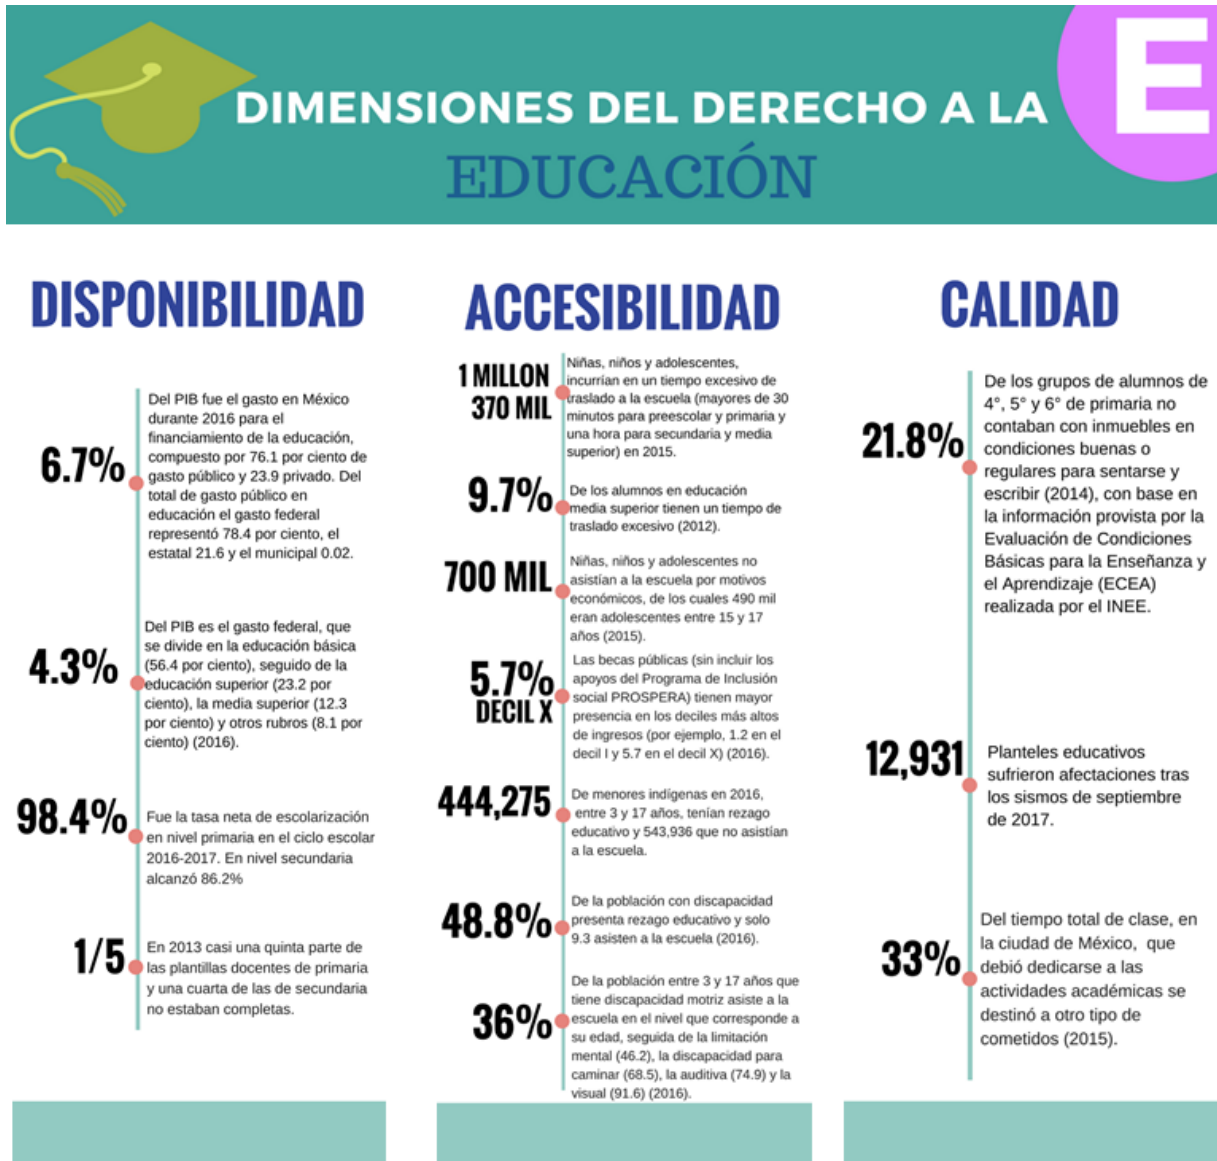 DIMENSIONES DEL DERECHO A LA
EDUCACIÓN
E
DISPONIBILIDAD
6.7%
Del PIB fue el gasto en México
durante 2016 para el
financiamiento de la educación,
compuesto por 76.1 por ciento de
gasto público y 23.9 privado. Del
total de gasto público en
educación el gasto federal
representó 78.4 por ciento, el
estatal 21.6 y el municipal 0.02.
4.3%
Del PIB es el gasto federal, que
se divide en la educación básica
(56.4 por ciento), seguido de la
educación superior (23.2 por
ciento), la media superior (12.3
por ciento) y otros rubros (8.1 por
ciento) (2016).
98.4%
Fue la tasa neta de escolarización
en nivel primaria en el ciclo escolar
2016-2017. En nivel secundaria
alcanzó 86.2%
1/5
En 2013 casi una quinta parte de
las plantillas docentes de primaria
y una cuarta de las de secundaria
no estaban completas.
ACCESIBILIDAD
1 MILLON
370 MIL
Niñas, niños y adolescentes,
incurrían en un tiempo excesivo de
traslado a la escuela (mayores de 30
minutos para preescolar y primaria y
una hora para secundaria y media
superior) en 2015.
9.7%
De los alumnos en educación
media superior tienen un tiempo de
traslado excesivo (2012).
700 MIL
Niñas, niños y adolescentes no
asistían a la escuela por motivos
económicos, de los cuales 490 mil
eran adolescentes entre 15 y 17
años (2015).
5.7%
DECIL X
Las becas públicas (sin incluir los
apoyos del Programa de Inclusión
social PROSPERA) tienen mayor
presencia en los deciles más altos
de ingresos (por ejemplo, 1.2 en el
decil I y 5.7 en el decil X) (2016).
444,275
De menores indígenas en 2016,
entre 3 y 17 años, tenían rezago
educativo y 543,936 que no asistían
a la escuela.
48.8%
De la población con discapacidad
presenta rezago educativo y solo
9.3 asisten a la escuela (2016).
36%
De la población entre 3 y 17 años que
tiene discapacidad motriz asiste a la
escuela en el nivel que corresponde a
su edad, seguida de la limitación
mental (46.2), la discapacidad para
caminar (68.5), la auditiva (74.9) y la
visual (91.6) (2016).
CALIDAD
21.8%
De los grupos de alumnos de
4°, 5° y 6° de primaria no
contaban con inmuebles en
condiciones buenas o
regulares para sentarse y
escribir (2014), con base en
la información provista por la
Evaluación de Condiciones
Básicas para la Enseñanza y
el Aprendizaje (ECEA)
realizada por el INEE.
12,931
Planteles educativos
sufrieron afectaciones tras
los sismos de septiembre
de 2017.
33%
Del tiempo total de clase, en
la ciudad de México, que
debió dedicarse a las
actividades académicas se
destinó a otro tipo de
cometidos (2015).